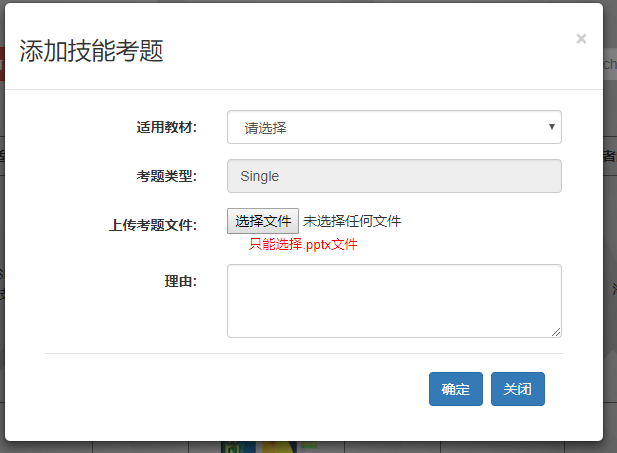 添加技能考题
×
适用教材:
请选择
考题类型:
Single
上传考题文件:
选择文件 未选择任何文件
只能选择.pptx文件
理由:
确定 关闭
ch